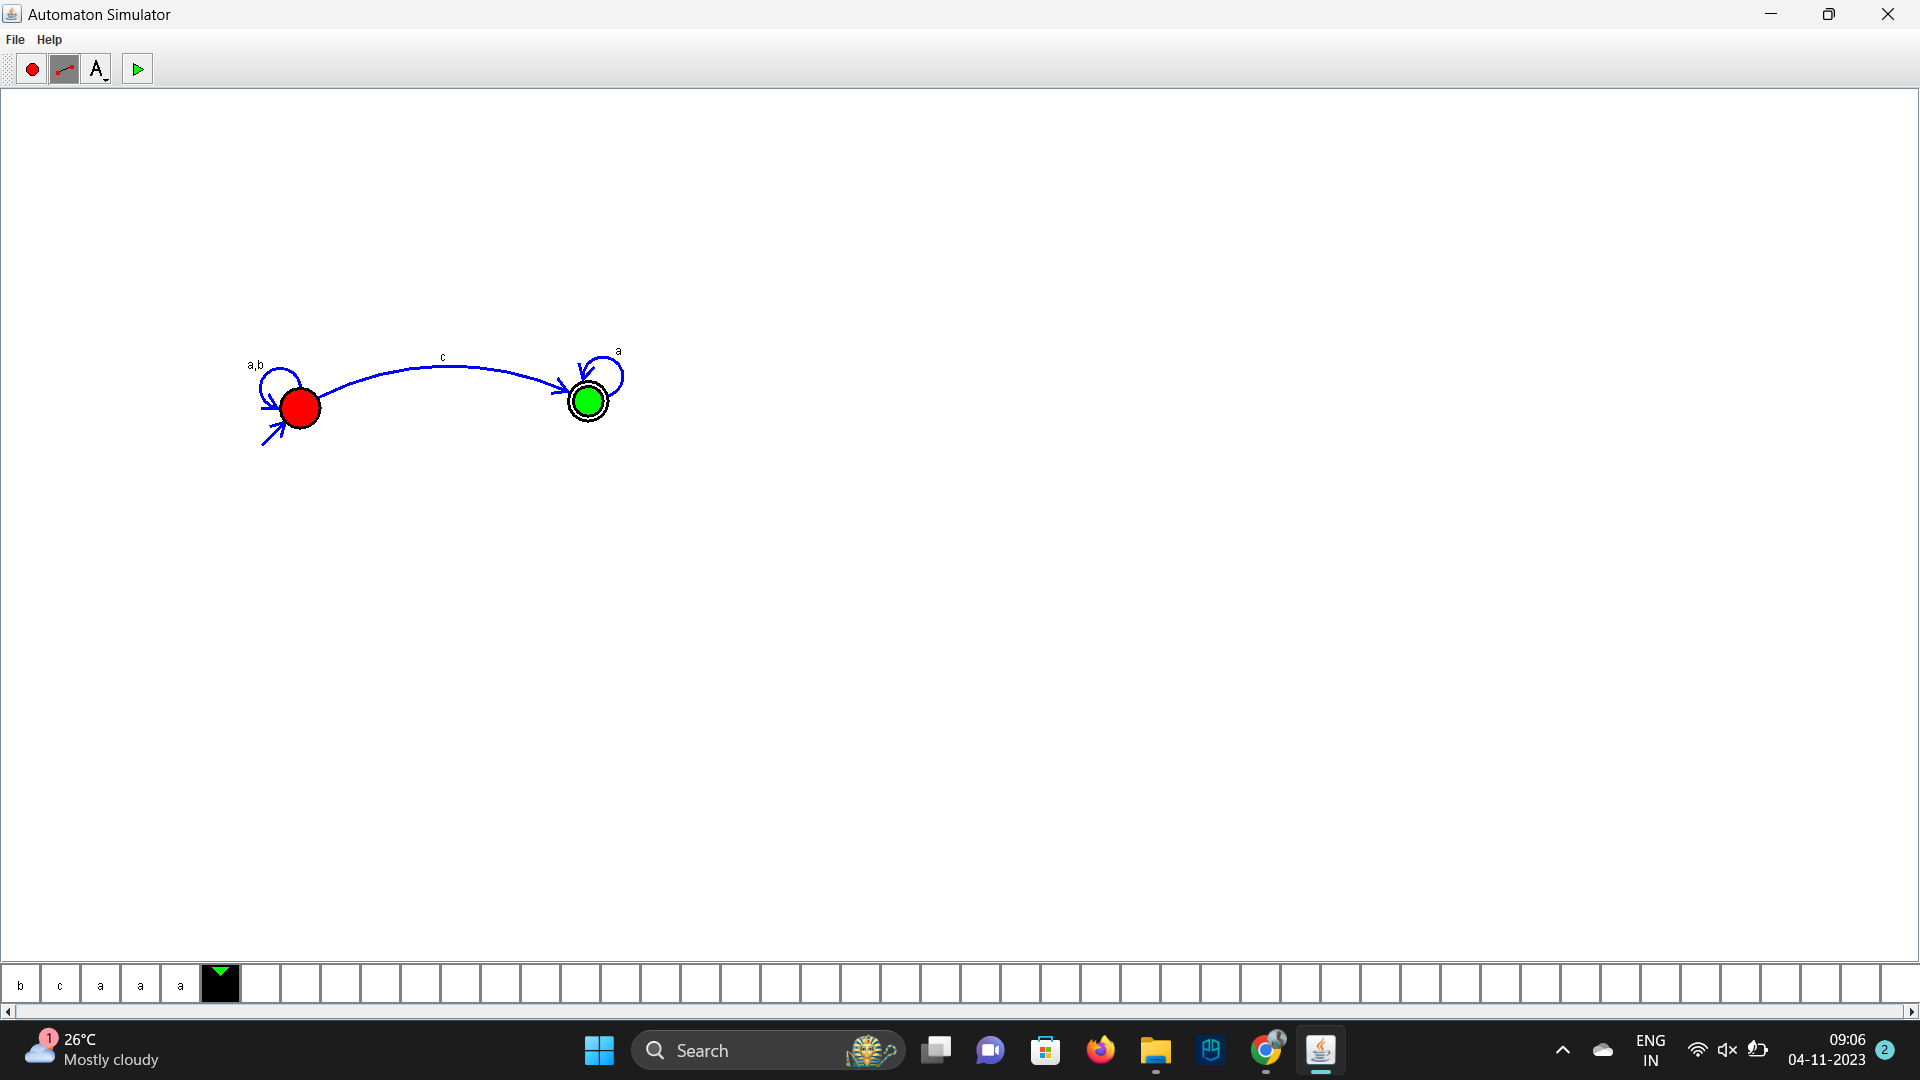 Automaton Simulator
File Help
A
a
a,b
c
b c a a a
1
26°C
Mostly cloudy
Search
ENG
IN
09:06
04-11-2023
2